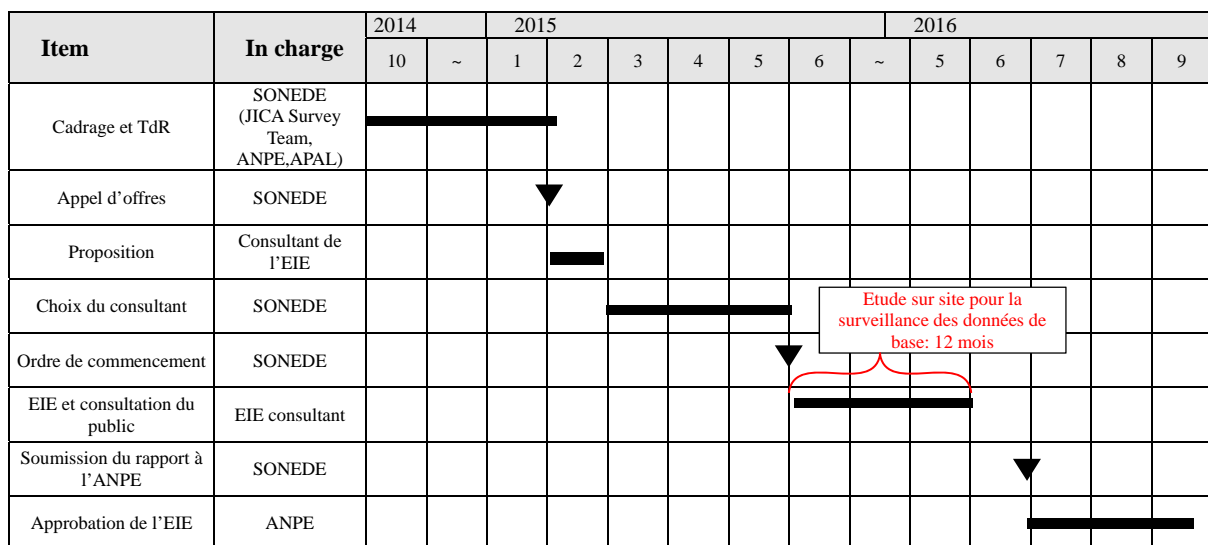 Item
In charge
2014
2015
2016
10
~
1
2
3
4
5
6
~
5
6
7
8
9
Cadrage et TdR
SONEDE
(JICA Survey
Team,
ANPE,APAL)
Appel d'offres
SONEDE
Proposition
Consultant de
l'EIE
Choix du consultant
SONEDE
Etude sur site pour la
surveillance des données de
base: 12 mois
Ordre de commencement
SONEDE
EIE et consultation du
public
EIE consultant
Soumission du rapport à
l'ANPE
SONEDE
Approbation de l'EIE
ANPE